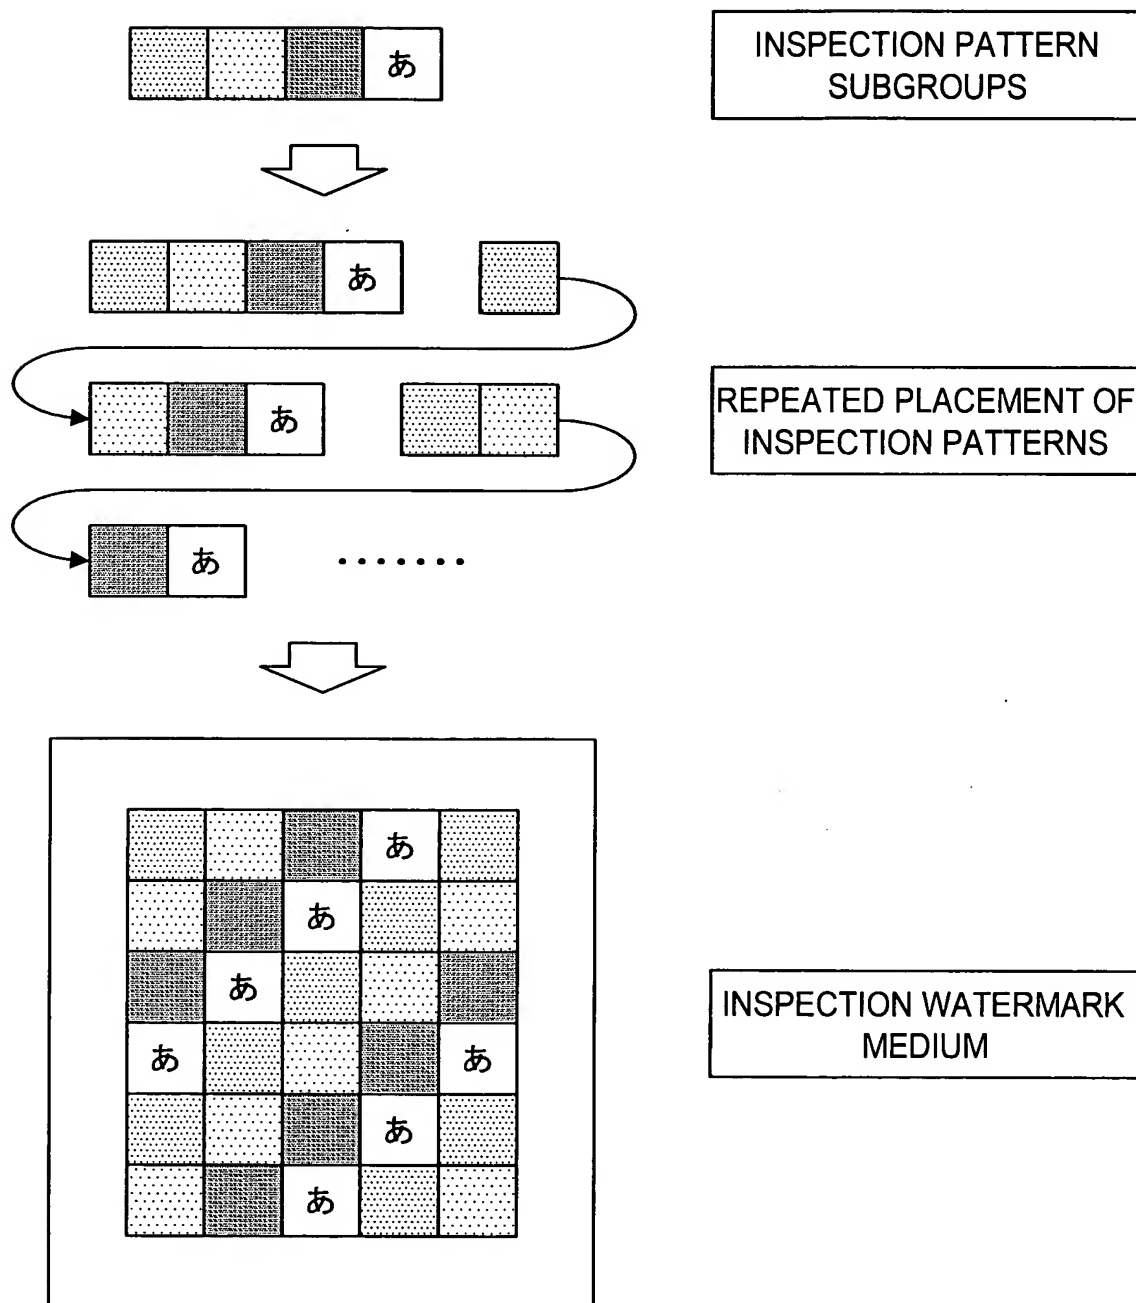 あ
INSPECTION PATTERN
SUBGROUPS
あ
あ
REPEATED PLACEMENT OF
INSPECTION PATTERNS
あ
.......
あ
あ
あ
INSPECTION WATERMARK
MEDIUM
あ あ
あ
あ